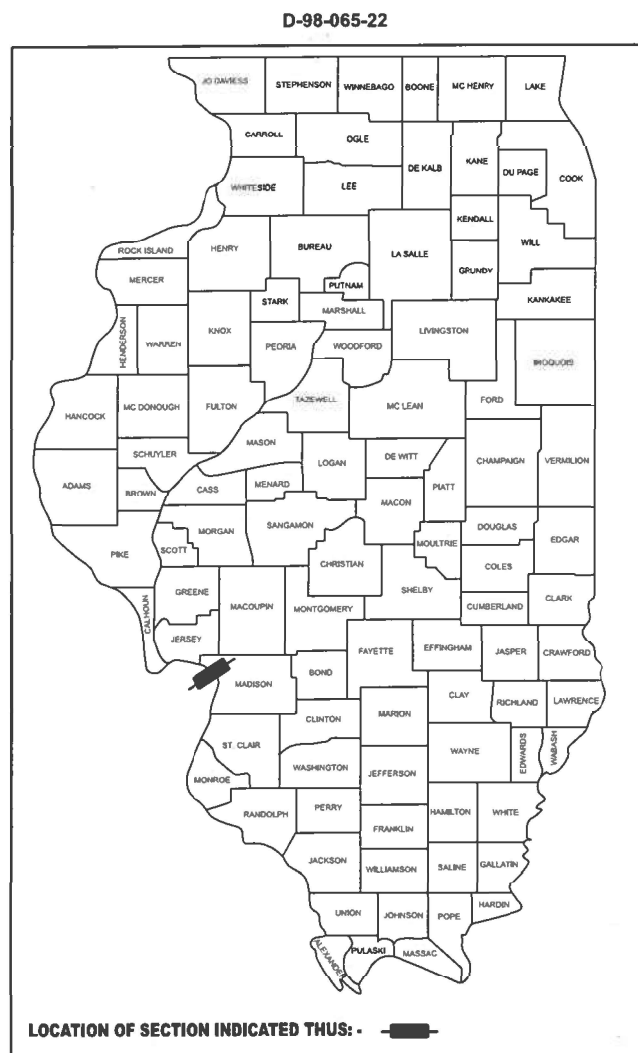 D-98-065-22
JO DAVIESS
STEPHENSON
WINNEBAGO
BOONE
MC HENRY
LAKE
CARROLL
OGLE
DE KALB
KANE
DU PAGE
COOK
WHITESIDE
LEE
KENDALL
WILL
ROCK ISLAND
HENRY
BUREAU
LA SALLE
GRUNDY
MERCER
PUTNAM
STARK
MARSHALL
KANKAKEE
HENDERSON
WARREN
KNOX
PEORIA
WOODFORD
LIVINGSTON
IROQUOIS
TAZEWELL
MC LEAN
FORD
HANCOCK
MC DONOUGH
FULTON
MASON
SCHUYLER
LOGAN
DE WITT
CHAMPAIGN
VERMILION
ADAMS
BROWN
CASS
MENARD
MACON
PIATT
SANGAMON
MORGAN
SCOTT
PIKE
CHRISTIAN
MOULTRIE
DOUGLAS
EDGAR
COLES
CALHOUN
GREENE
MACOUPIN
MONTGOMERY
SHELBY
CUMBERLAND
CLARK
JERSEY
FAYETTE
EFFINGHAM
JASPER
CRAWFORD
MADISON
BOND
CLAY
RICHLAND
LAWRENCE
CLINTON
MARION
ST. CLAIR
WAYNE
EDWARDS
WABASH
MONROE
WASHINGTON
JEFFERSON
RANDOLPH
PERRY
HAMILTON
WHITE
FRANKLIN
JACKSON
WILLIAMSON
SALINE
GALLATIN
UNION
JOHNSON
POPE
HARDIN
ALEXANDER
PULASKI
MASSAC
LOCATION OF SECTION INDICATED THUS: -